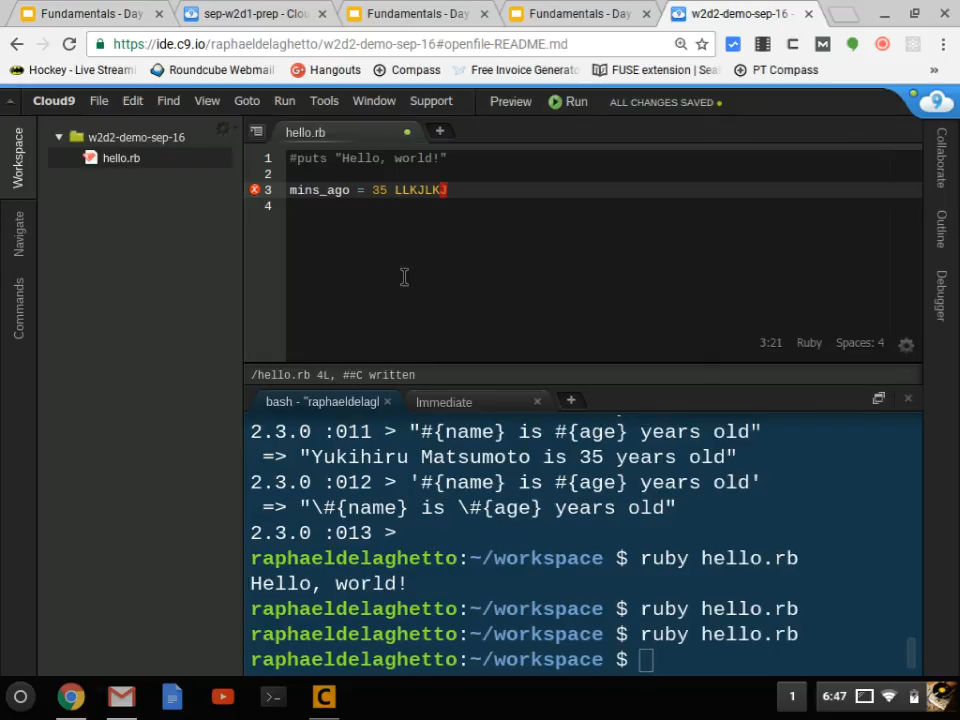 Fundamentals - Day
sep-w2d1-prep - Clou
Fundamentals - Day
Fundamentals - Day
w2d2-demo-sep-16 -
https://ide.c9.io/raphaeldelaghetto/w2d2-demo-sep-16#openfile-README.md
Hockey - Live Streami
Roundcube Webmail
Hangouts
Compass
Free Invoice Generato
FUSE extension | Sea
PT Compass
»
Cloud9 File Edit Find View Goto Run Tools Window Support Preview Run ALL CHANGES SAVED
Workspace
Navigate
Commands
w2d2-demo-sep-16
hello.rb
hello.rb
1 #puts "Hello, world!"
2
3 mins_ago = 35 LLKJLKJ
4
3:21 Ruby Spaces: 4
Collaborate
Outline
Debugger
/hello.rb 4L, ##C written
bash - "raphaeldelagl
Immediate
2.3.0 :011 > "#{name} is #{age} years old"
=> "Yukihiru Matsumoto is 35 years old"
2.3.0 :012 > '#{name} is #{age} years old'
=> "\#{name} is \#{age} years old"
2.3.0 :013 >
raphaeldelaghetto:~/workspace $ ruby hello.rb
Hello, world!
raphaeldelaghetto:~/workspace $ ruby hello.rb
raphaeldelaghetto:~/workspace $ ruby hello.rb
raphaeldelaghetto:~/workspace $
1 6:47